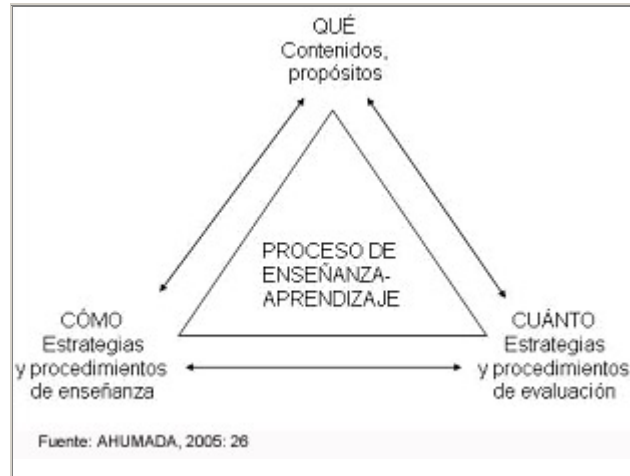 QUÉ
Contenidos,
propósitos
PROCESO DE
ENSEÑANZA-
APRENDIZAJE
CÓMO
Estrategias
y procedimientos
de enseñanza
CUÁNTO
Estrategias
y procedimientos
de evaluación
Fuente: AHUMADA, 2005: 26